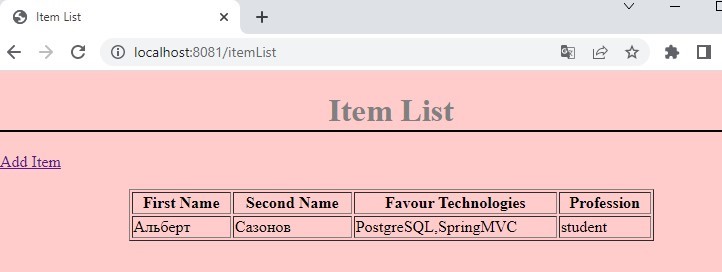 Item List
localhost:8081/itemList
Item List
Add Item
First Name Second Name Favour Technologies Profession
Альберт Сазонов PostgreSQL,SpringMVC student